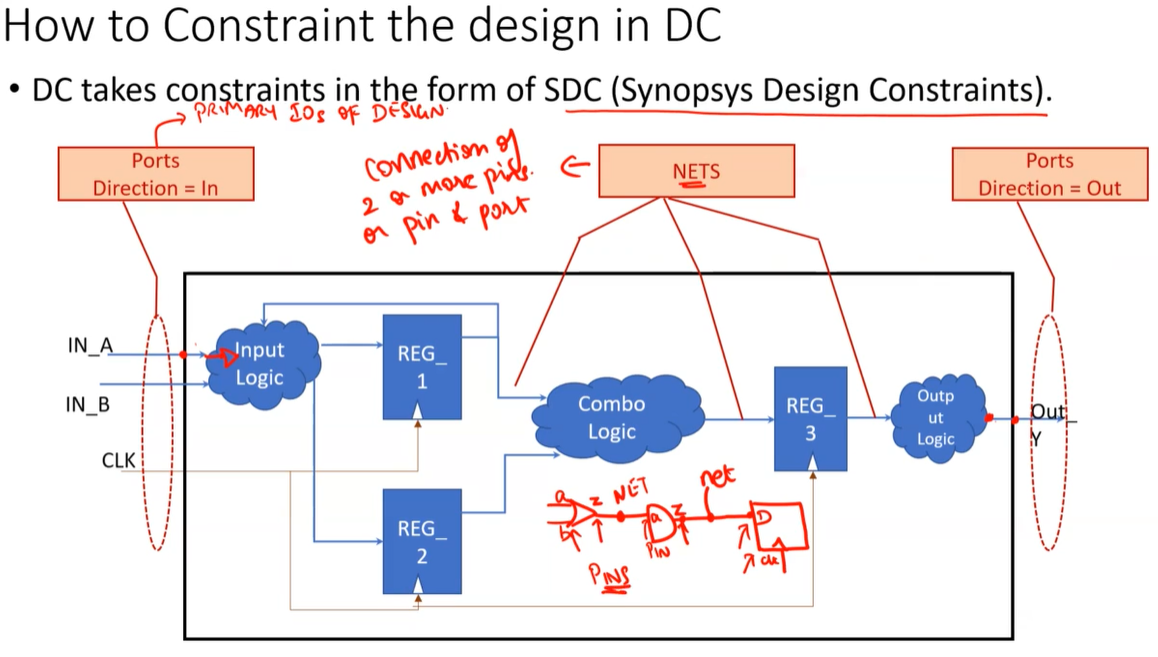 How to Constraint the design in DC
• DC takes constraints in the form of SDC (Synopsys Design Constraints).
PRIMARY IOs OF DESIGN.
Ports
Direction = In
Connection of
2 or more pins.
or pin & port
NETS
Ports
Direction = Out
IN_A
IN_B
CLK
Input
Logic
REG_
1
REG_
2
Combo
Logic
REG_
3
Outp
ut
Logic
Out_
Y
a
b
z
NET
a
PIN
z
net
D
clk
PINS